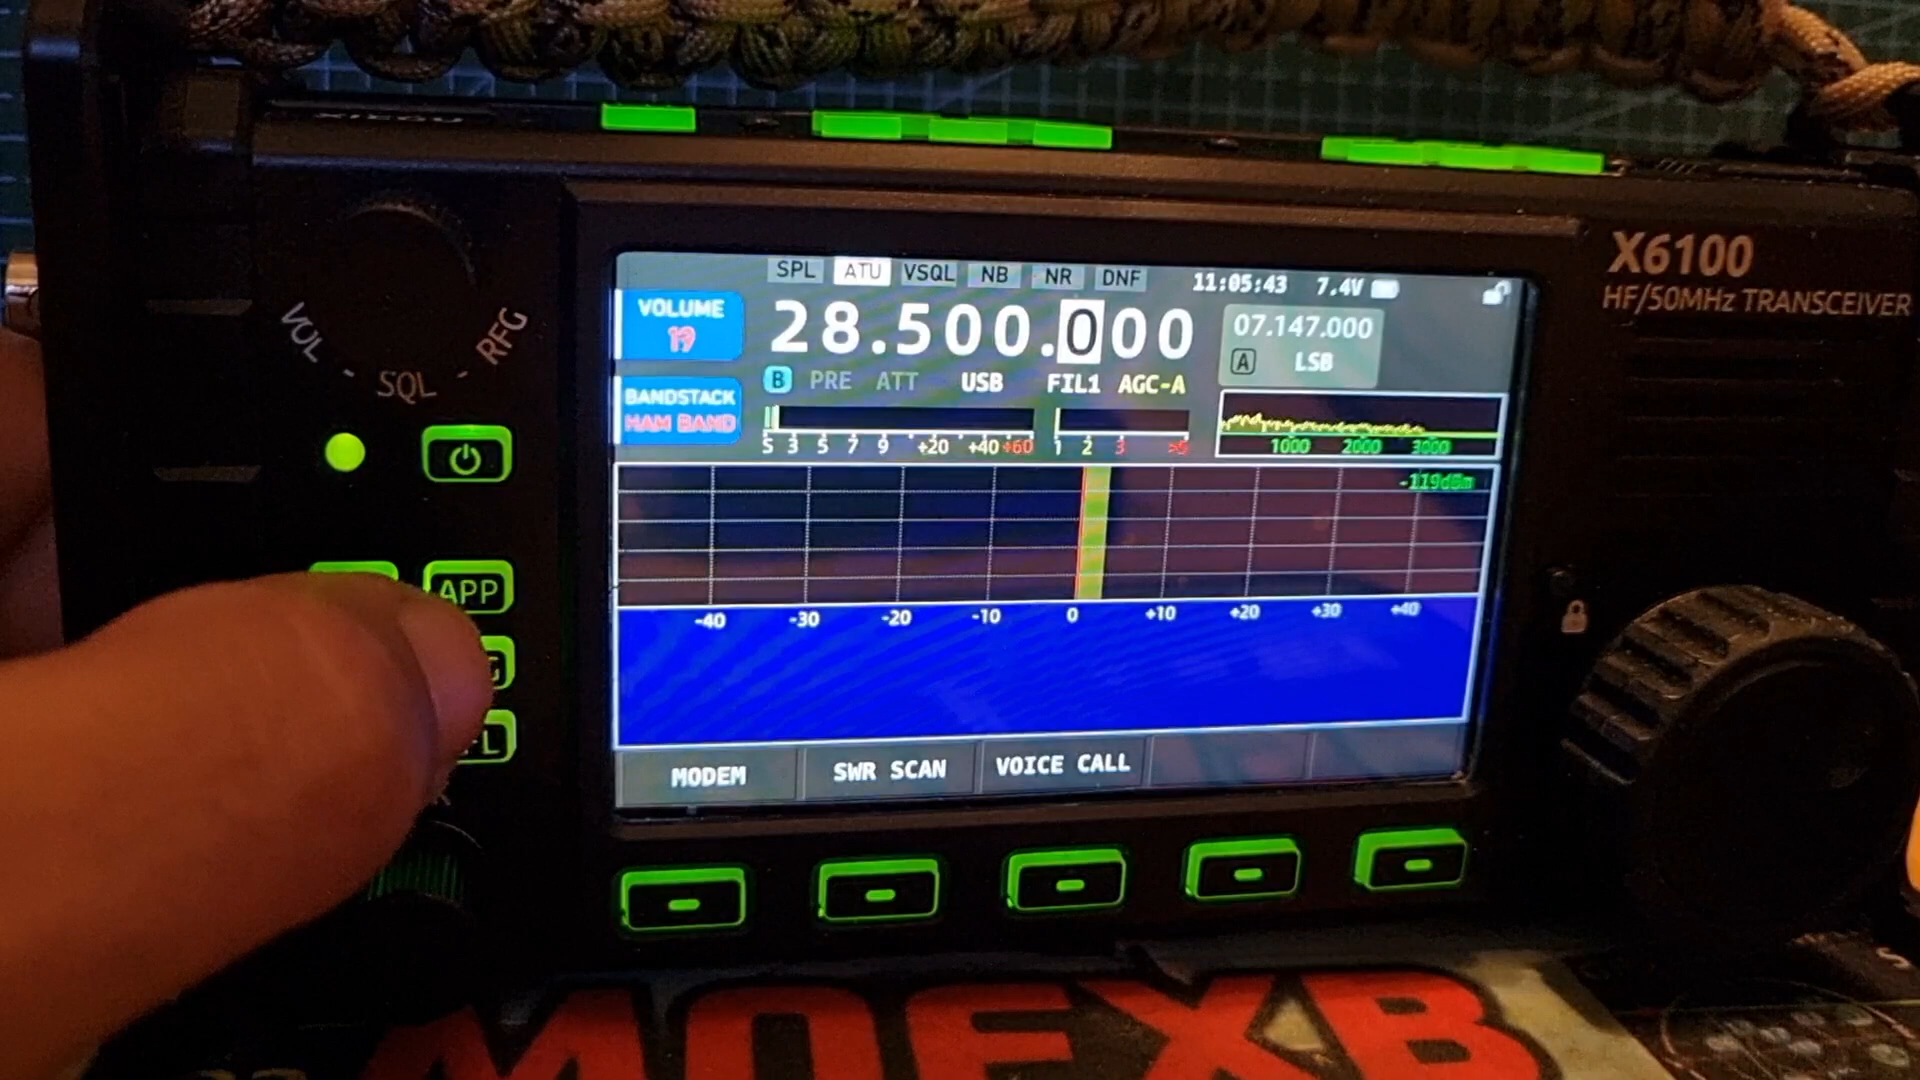 XIEGU
X6100
HF/50MHz TRANSCEIVER
VOL
SQL
RFG
APP
SPL ATU VSQL NB NR DNF 11:05:43 7.4V
VOLUME
19
28.500.000
07.147.000
A LSB
B PRE ATT USB FIL1 AGC-A
BANDSTACK
HAM BAND
S 3 5 7 9 +20 +40 +60 1 2 3 >5
1000 2000 3000
-119dBm
-40 -30 -20 -10 0 +10 +20 +30 +40
MODEM SWR SCAN VOICE CALL
M0FXB